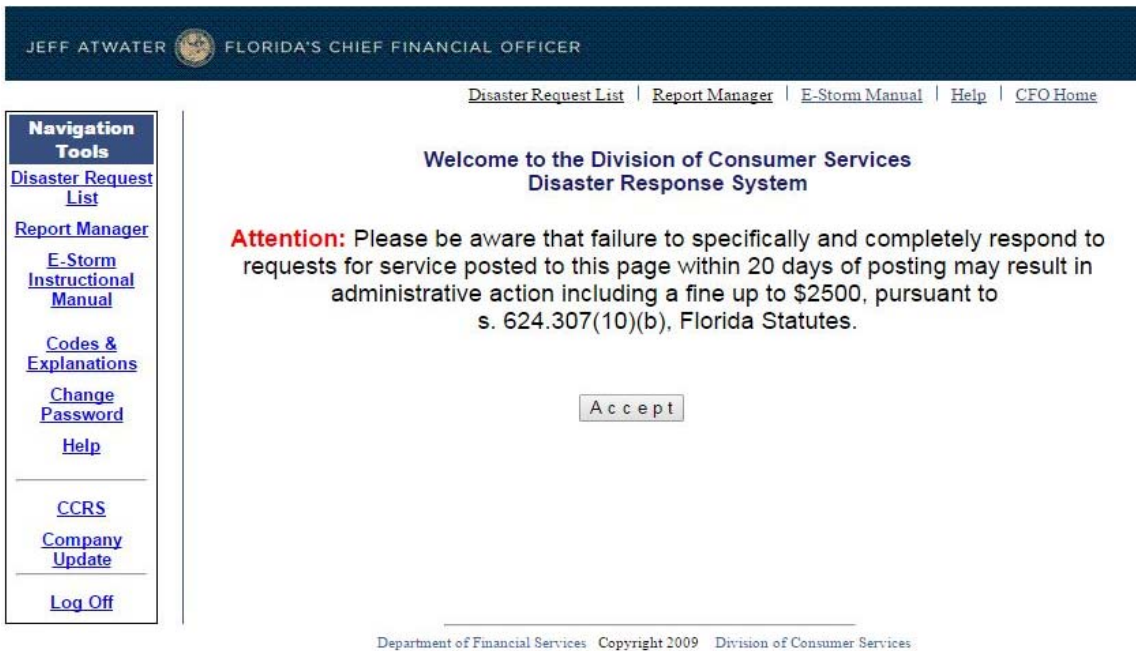 JEFF ATWATER FLORIDA'S CHIEF FINANCIAL OFFICER
Disaster Request List | Report Manager | E-Storm Manual | Help | CFO Home
Navigation
Tools
Disaster Request
List
Report Manager
E-Storm
Instructional
Manual
Codes &
Explanations
Change
Password
Help
CCRS
Company
Update
Log Off
Welcome to the Division of Consumer Services
Disaster Response System
Attention: Please be aware that failure to specifically and completely respond to
requests for service posted to this page within 20 days of posting may result in
administrative action including a fine up to $2500, pursuant to
s. 624.307(10)(b), Florida Statutes.
Accept
Department of Financial Services Copyright 2009 Division of Consumer Services